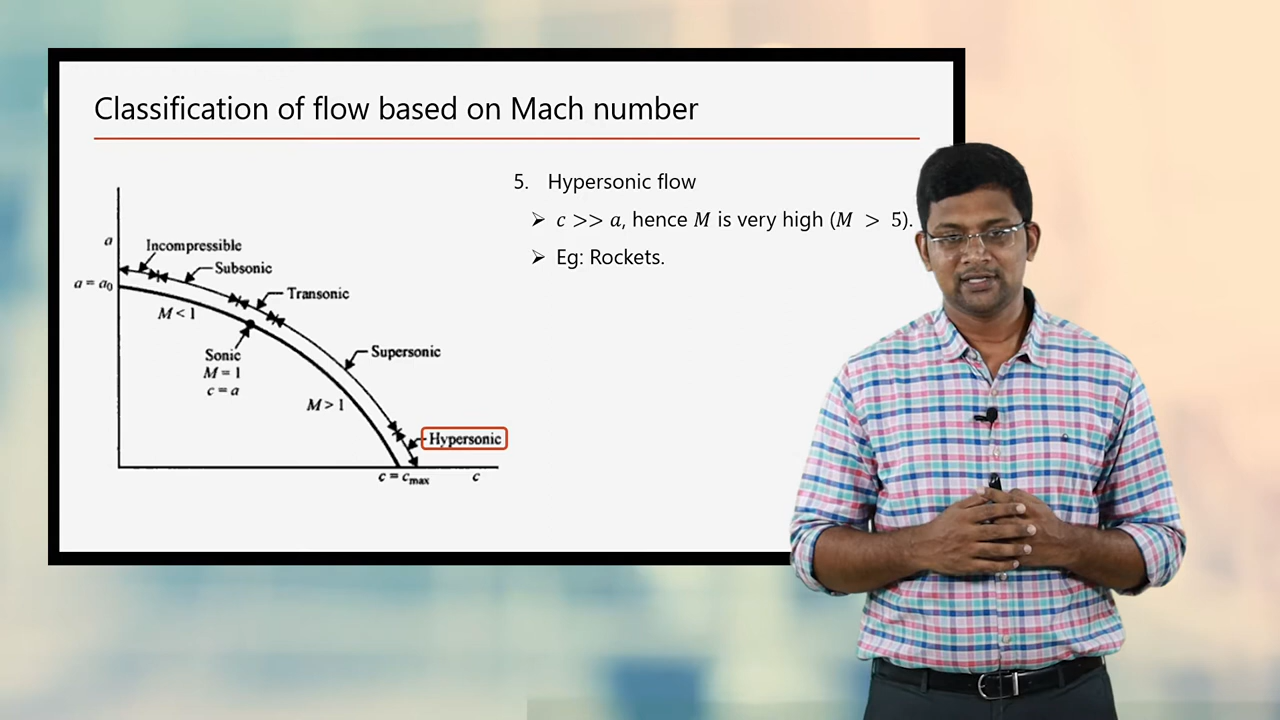 Classification of flow based on Mach number
5. Hypersonic flow
➢ c >> a, hence M is very high (M > 5).
➢ Eg: Rockets.
a
Incompressible
Subsonic
a = a₀
Transonic
M < 1
Sonic
M = 1
c = a
Supersonic
M > 1
Hypersonic
c = cmax
c